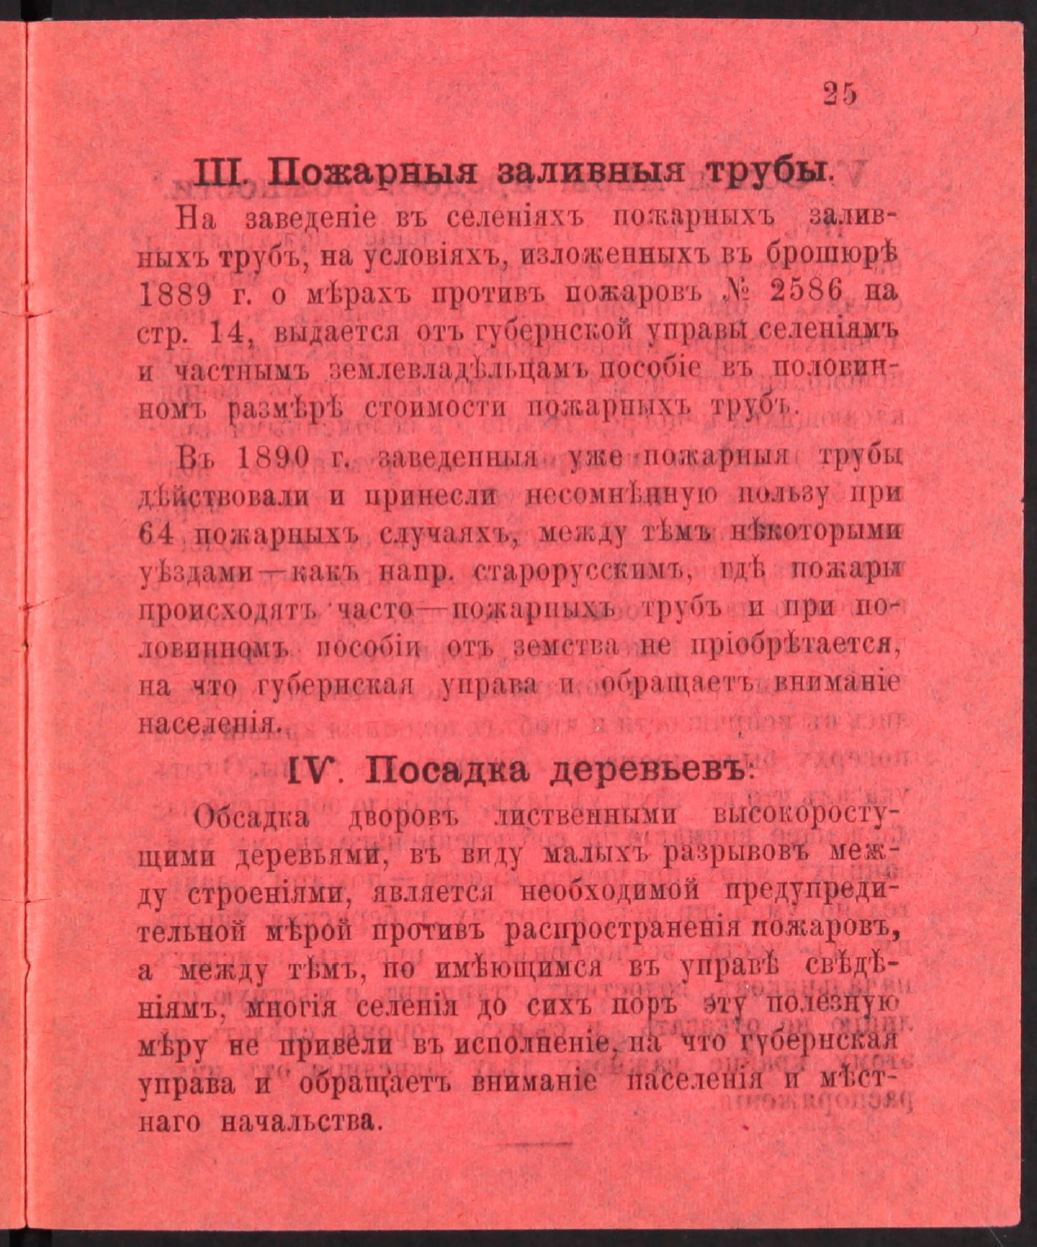 25
III. Пожарныя заливныя трубы.
На заведеніе въ селеніяхъ пожарныхъ залив-
ныхъ трубъ, на условіяхъ, изложенныхъ въ брошюрѣ
1889 г. о мѣрахъ противъ пожаровъ № 2586 на
стр. 14, выдается отъ губернской управы селеніямъ
и частнымъ землевладѣльцамъ пособіе въ половин-
номъ размѣрѣ стоимости пожарныхъ трубъ.
Въ 1890 г. заведенныя уже пожарныя трубы
дѣйствовали и принесли несомнѣнную пользу при
64 пожарныхъ случаяхъ, между тѣмъ нѣкоторыми
уѣздами—какъ напр. старорусскимъ, гдѣ пожары
происходятъ часто—пожарныхъ трубъ и при по-
ловинномъ пособіи отъ земства не пріобрѣтается,
на что губернская управа и обращаетъ вниманіе
населенія.
IV. Посадка деревьевъ.
Обсадка дворовъ лиственными высокоросту-
щими деревьями, въ виду малыхъ разрывовъ меж-
ду строеніями, является необходимой предупреди-
тельной мѣрой противъ распространенія пожаровъ,
а между тѣмъ, по имѣющимся въ управѣ свѣдѣ-
ніямъ, многія селенія до сихъ поръ эту полезную
мѣру не привели въ исполненіе, на что губернская
управа и обращаетъ вниманіе населенія и мѣст-
наго начальства.